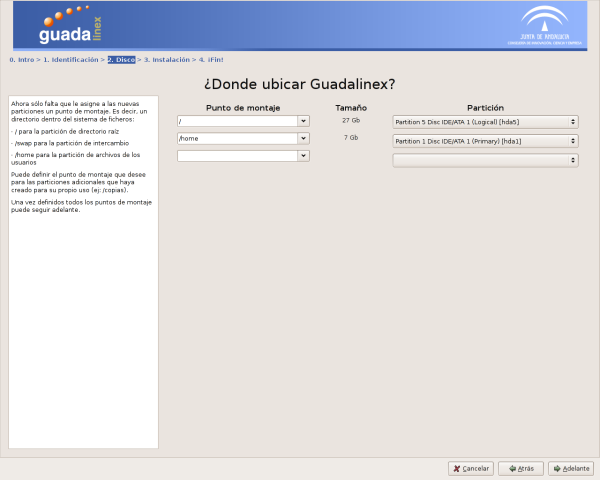 guadalinex
JUNTA DE ANDALUCIA
CONSEJERÍA DE INNOVACIÓN, CIENCIA Y EMPRESA
0. Intro > 1. Identificación > 2. Disco > 3. Instalación > 4. ¡Fin!
¿Donde ubicar Guadalinex?
Ahora sólo falta que le asigne a las nuevas
particiones un punto de montaje. Es decir, un
directorio dentro del sistema de ficheros:
· / para la partición de directorio raíz
· /swap para la partición de intercambio
· /home para la partición de archivos de los
usuarios
Puede definir el punto de montaje que desee
para las particiones adicionales que haya
creado para su propio uso (ej: /copias).
Una vez definidos todos los puntos de montaje
puede seguir adelante.
Punto de montaje Tamaño Partición
/ 27 Gb Partition 5 Disc IDE/ATA 1 (Logical) [hda5]
/home 7 Gb Partition 1 Disc IDE/ATA 1 (Primary) [hda1]
Cancelar Atrás Adelante